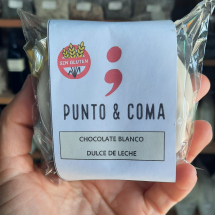 SIN GLUTEN
PUNTO & COMA
CHOCOLATE BLANCO
DULCE DE LECHE